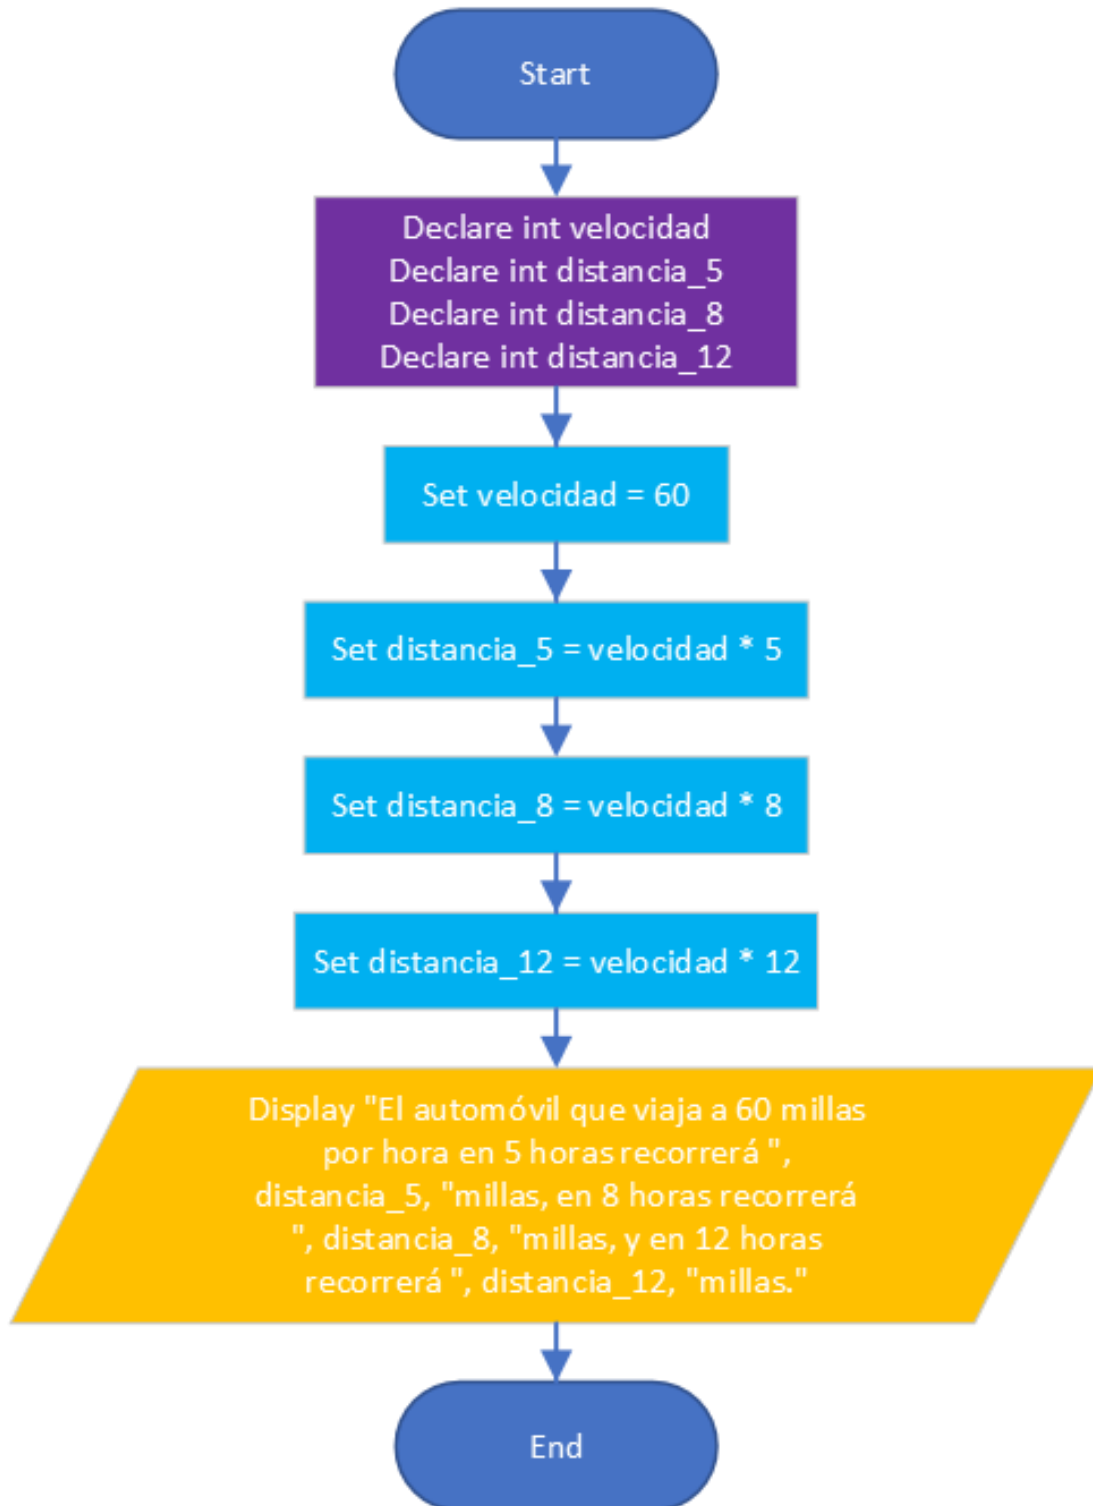 Start
Declare int velocidad
Declare int distancia_5
Declare int distancia_8
Declare int distancia_12
Set velocidad = 60
Set distancia_5 = velocidad * 5
Set distancia_8 = velocidad * 8
Set distancia_12 = velocidad * 12
Display "El automóvil que viaja a 60 millas
por hora en 5 horas recorrerá ",
distancia_5, "millas, en 8 horas recorrerá
", distancia_8, "millas, y en 12 horas
recorrerá ", distancia_12, "millas."
End